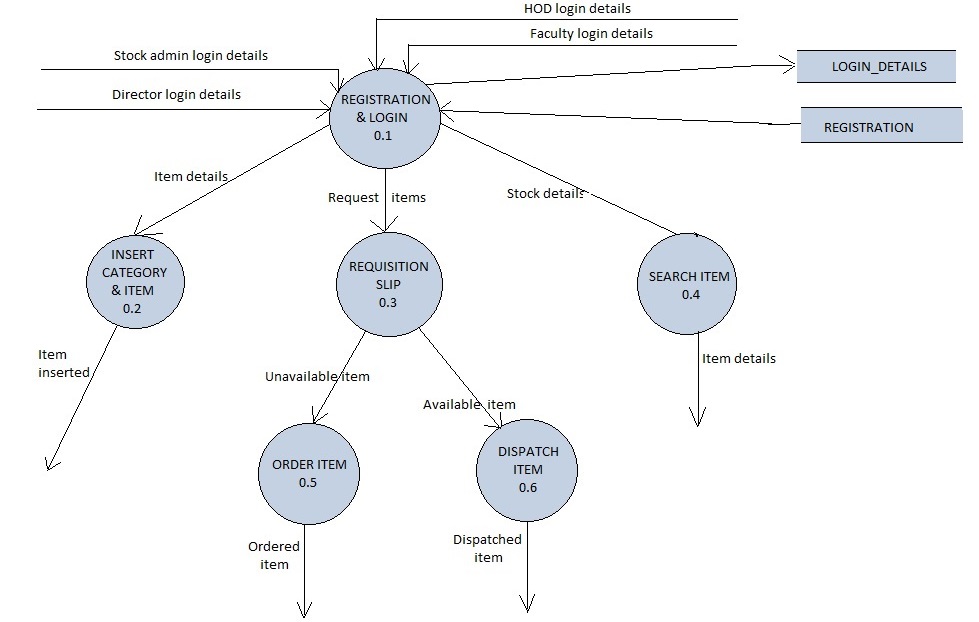 HOD login details
Faculty login details
Stock admin login details
LOGIN_DETAILS
Director login details
REGISTRATION
& LOGIN
0.1
REGISTRATION
Item details
Request items
Stock details
INSERT
CATEGORY
& ITEM
0.2
REQUISITION
SLIP
0.3
SEARCH ITEM
0.4
Item
inserted
Unavailable item
Available item
Item details
ORDER ITEM
0.5
DISPATCH
ITEM
0.6
Ordered
item
Dispatched
item